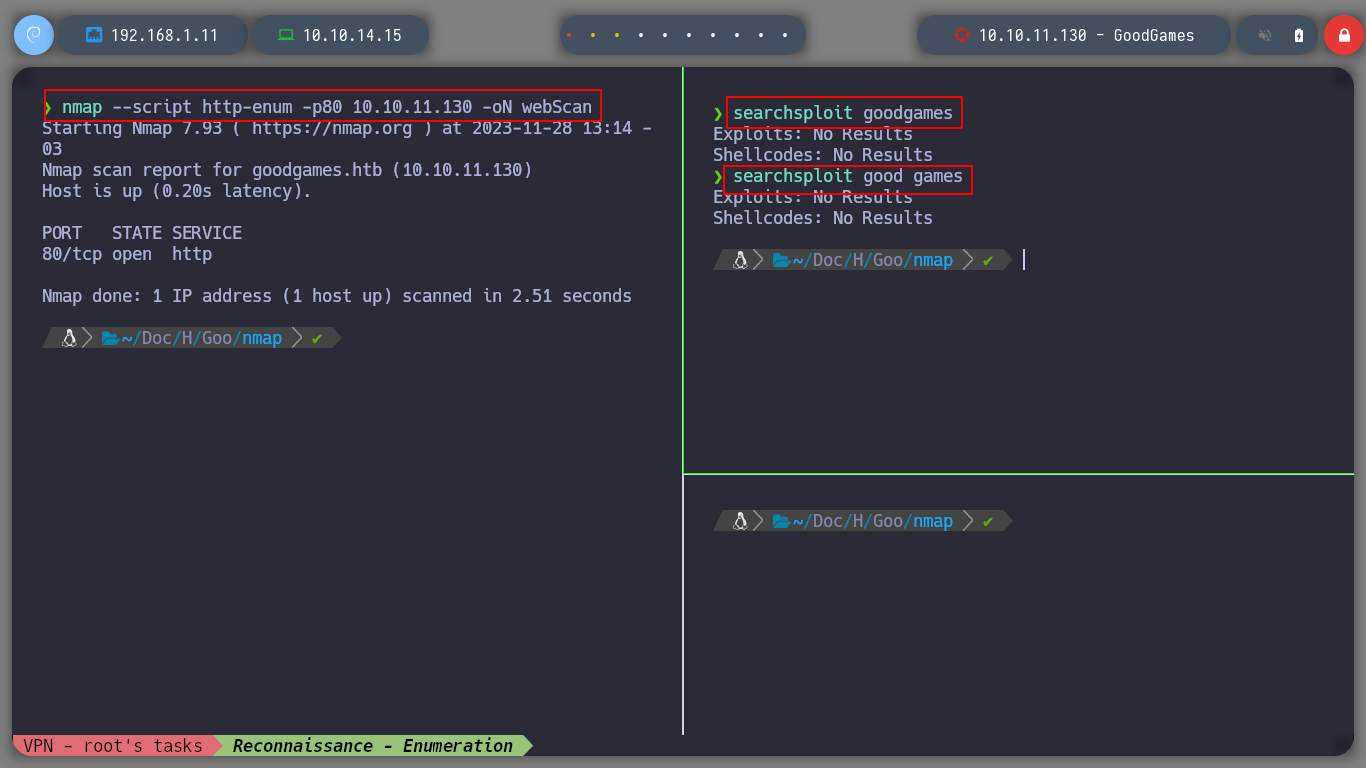 192.168.1.11
10.10.14.15
10.10.11.130 - GoodGames
❯ nmap --script http-enum -p80 10.10.11.130 -oN webScan
Starting Nmap 7.93 ( https://nmap.org ) at 2023-11-28 13:14 -
03
Nmap scan report for goodgames.htb (10.10.11.130)
Host is up (0.20s latency).
PORT   STATE SERVICE
80/tcp open  http
Nmap done: 1 IP address (1 host up) scanned in 2.51 seconds
~/Doc/H/Goo/nmap ✔
❯ searchsploit goodgames
Exploits: No Results
Shellcodes: No Results
❯ searchsploit good games
Exploits: No Results
Shellcodes: No Results
~/Doc/H/Goo/nmap ✔
~/Doc/H/Goo/nmap ✔
VPN - root's tasks
Reconnaissance - Enumeration